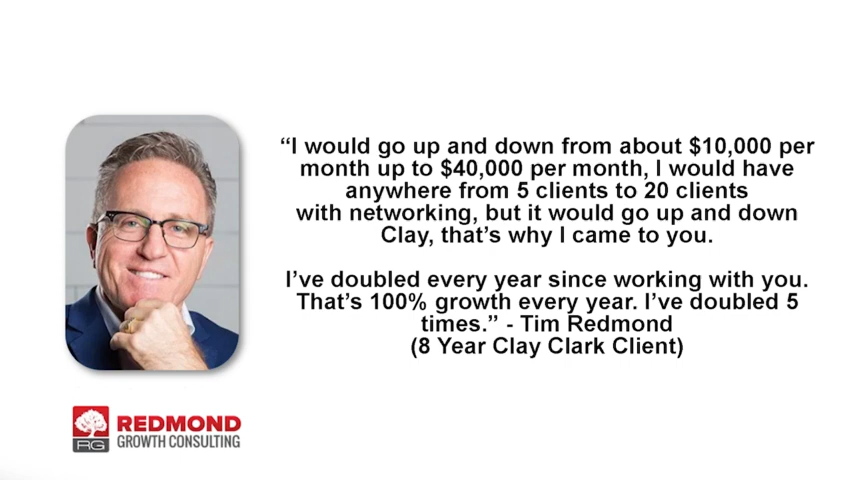 “I would go up and down from about $10,000 per
month up to $40,000 per month, I would have
anywhere from 5 clients to 20 clients
with networking, but it would go up and down
Clay, that’s why I came to you.
I’ve doubled every year since working with you.
That’s 100% growth every year. I’ve doubled 5
times.” - Tim Redmond
(8 Year Clay Clark Client)
RG
REDMOND
GROWTH CONSULTING